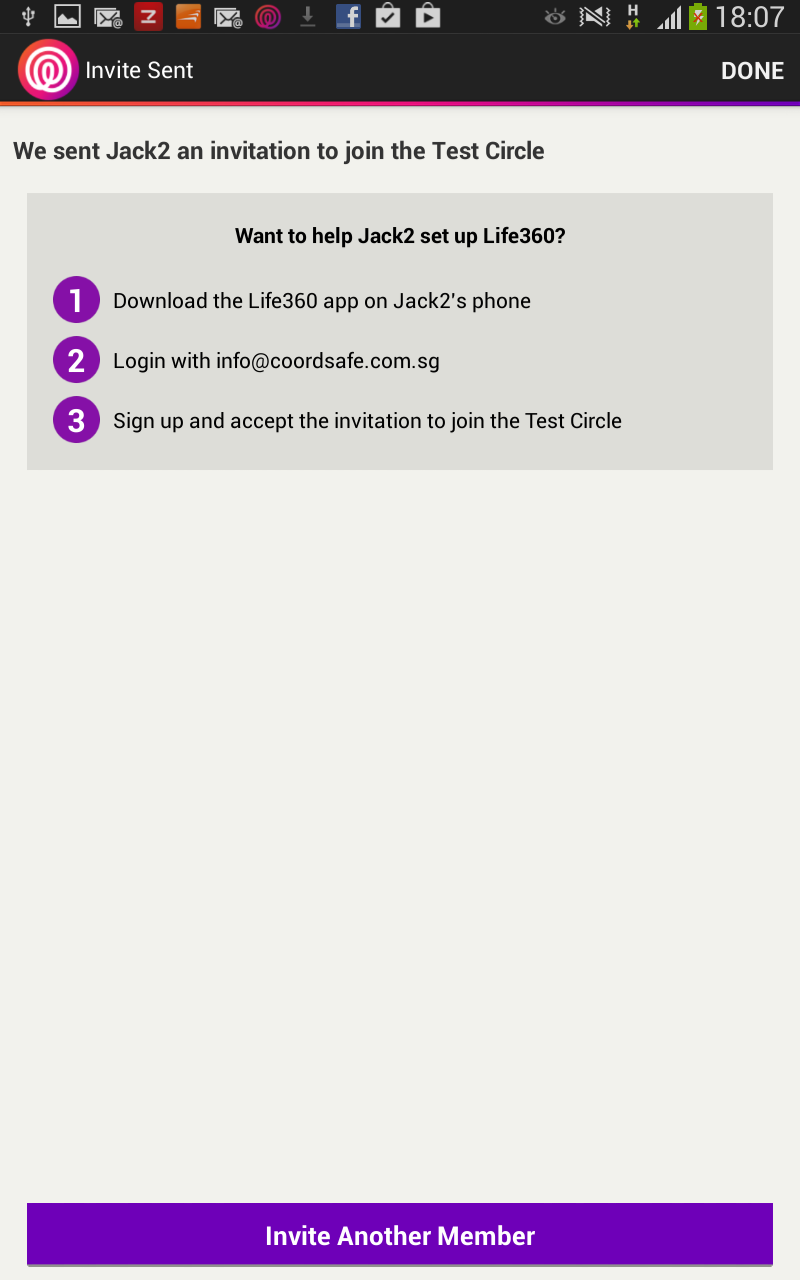 H 18:07
Invite Sent DONE
We sent Jack2 an invitation to join the Test Circle
Want to help Jack2 set up Life360?
1 Download the Life360 app on Jack2's phone
2 Login with info@coordsafe.com.sg
3 Sign up and accept the invitation to join the Test Circle
Invite Another Member